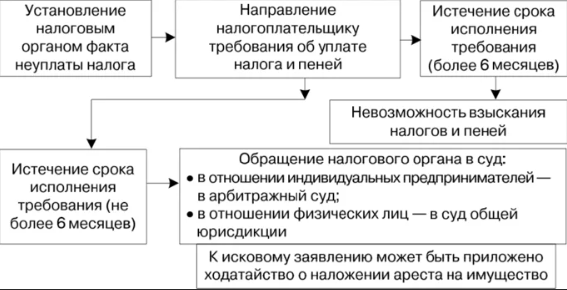 Установление
налоговым
органом факта
неуплаты налога
Направление
налогоплательщику
требования об уплате
налога и пеней
Истечение срока
исполнения
требования
(более 6 месяцев)
Невозможность взыскания
налогов и пеней
Истечение срока
исполнения
требования (не
более 6 месяцев)
Обращение налогового органа в суд:
● в отношении индивидуальных предпринимателей —
в арбитражный суд;
● в отношении физических лиц — в суд общей
юрисдикции
К исковому заявлению может быть приложено
ходатайство о наложении ареста на имущество